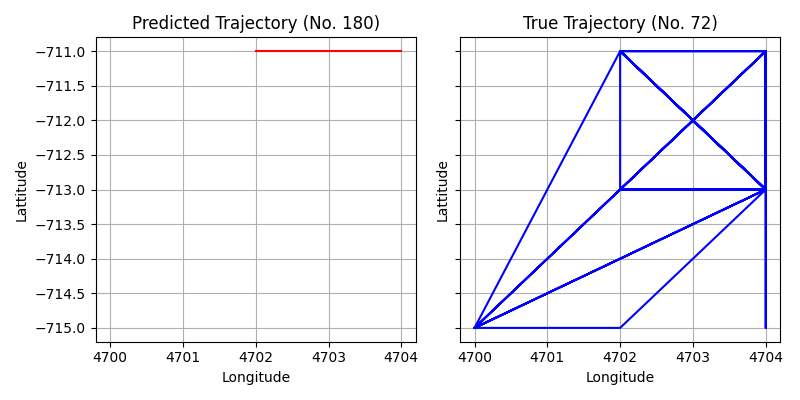 Predicted Trajectory (No. 180)
True Trajectory (No. 72)
−711.0
−711.5
−712.0
−712.5
−713.0
−713.5
−714.0
−714.5
−715.0
Lattitude
Lattitude
4700 4701 4702 4703 4704
4700 4701 4702 4703 4704
Longitude
Longitude